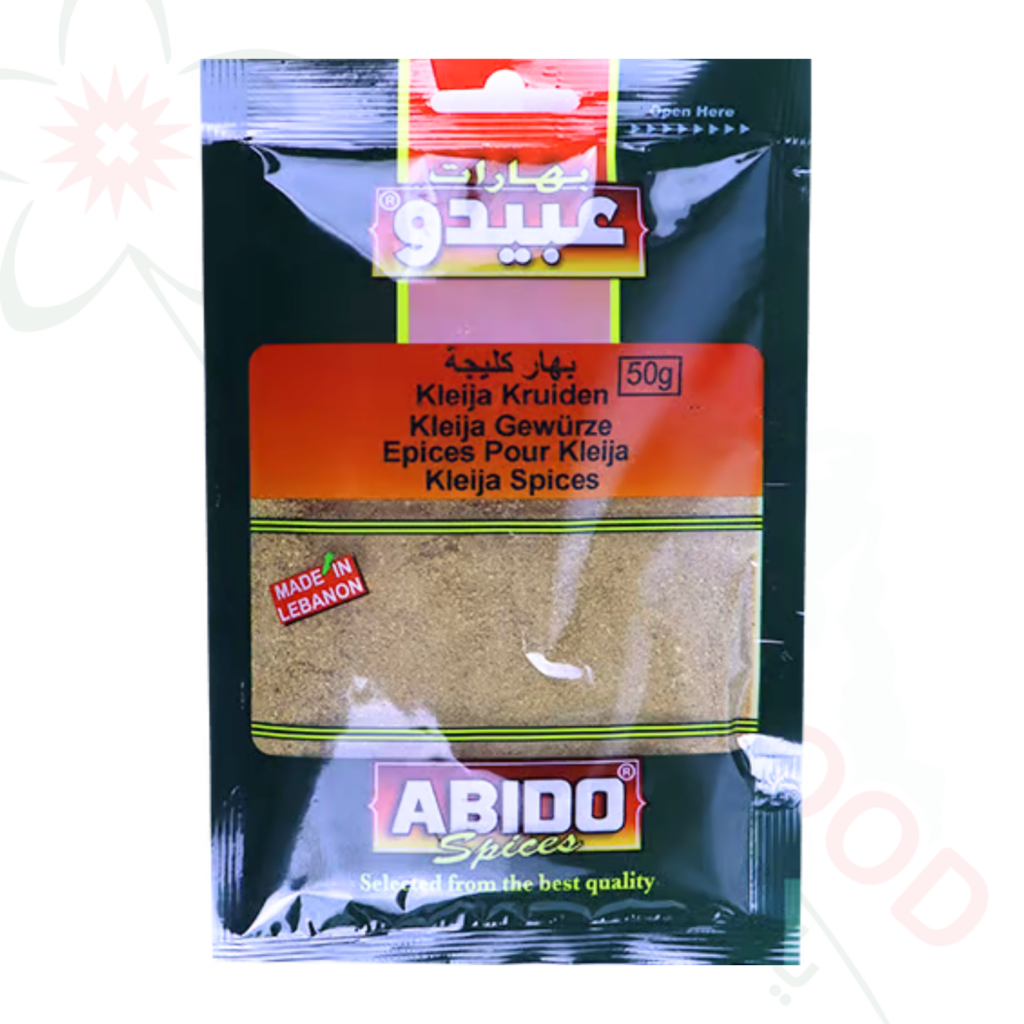 Open Here
بهارات
عبيدو®
بهار كليجة
50g
Kleija Kruiden
Kleija Gewürze
Epices Pour Kleija
Kleija Spices
MADE IN
LEBANON
ABIDO®
Spices
Selected from the best quality
OOD